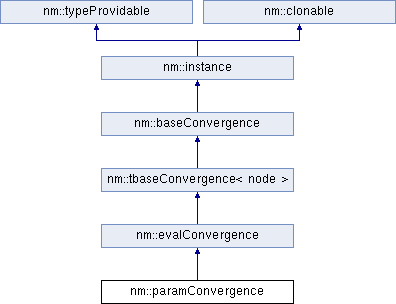 nm::typeProvidable nm::clonable
nm::instance
nm::baseConvergence
nm::tbaseConvergence< node >
nm::evalConvergence
nm::paramConvergence